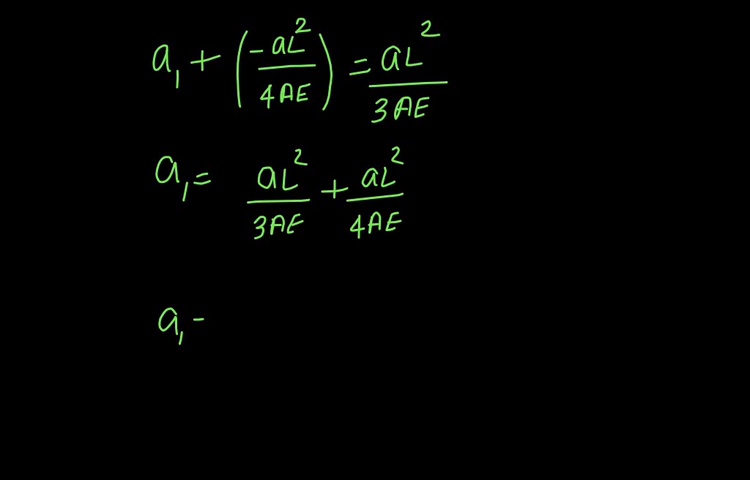 a₁ + (-aL²/4AE) = aL²/3AE
a₁ = aL²/3AE + aL²/4AE
a₁ -